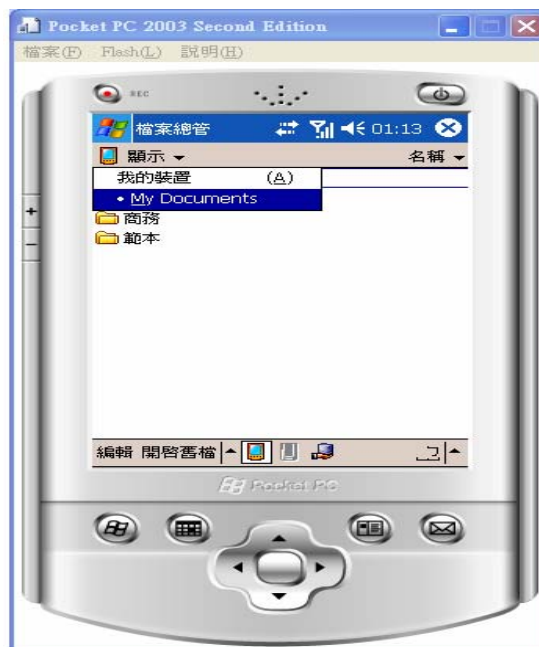 Pocket PC 2003 Second Edition
檔案(F) Flash(L) 說明(H)
REC
檔案總管 01:13
顯示 名稱
我的裝置 (A)
• My Documents
商務
範本
編輯 開啓舊檔
Pocket PC